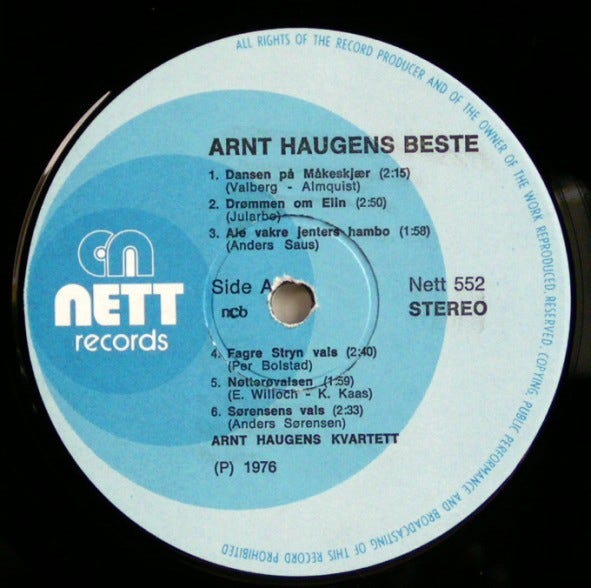 ALL RIGHTS OF THE RECORD PRODUCER AND OF THE OWNER OF THE WORK REPRODUCED, RESERVED. COPYING, PUBLIC PERFORMANCE AND BROADCASTING OF THIS RECORD PROHIBITED
ARNT HAUGENS BESTE
1. Dansen på Måkeskjær (2:15)
(Valberg - Almquist)
2. Drømmen om Elin (2:50)
(Jularbo)
3. Ale vakre jenters hambo (1:58)
(Anders Saus)
Side A
Nett 552
ncb
STEREO
nett
records
4. Fagre Stryn vals (2:40)
(Per Bolstad)
5. Nøtterøvalsen (1:59)
(E. Willoch - K. Kaas)
6. Sørensens vals (2:33)
(Anders Sørensen)
ARNT HAUGENS KVARTETT
(P) 1976